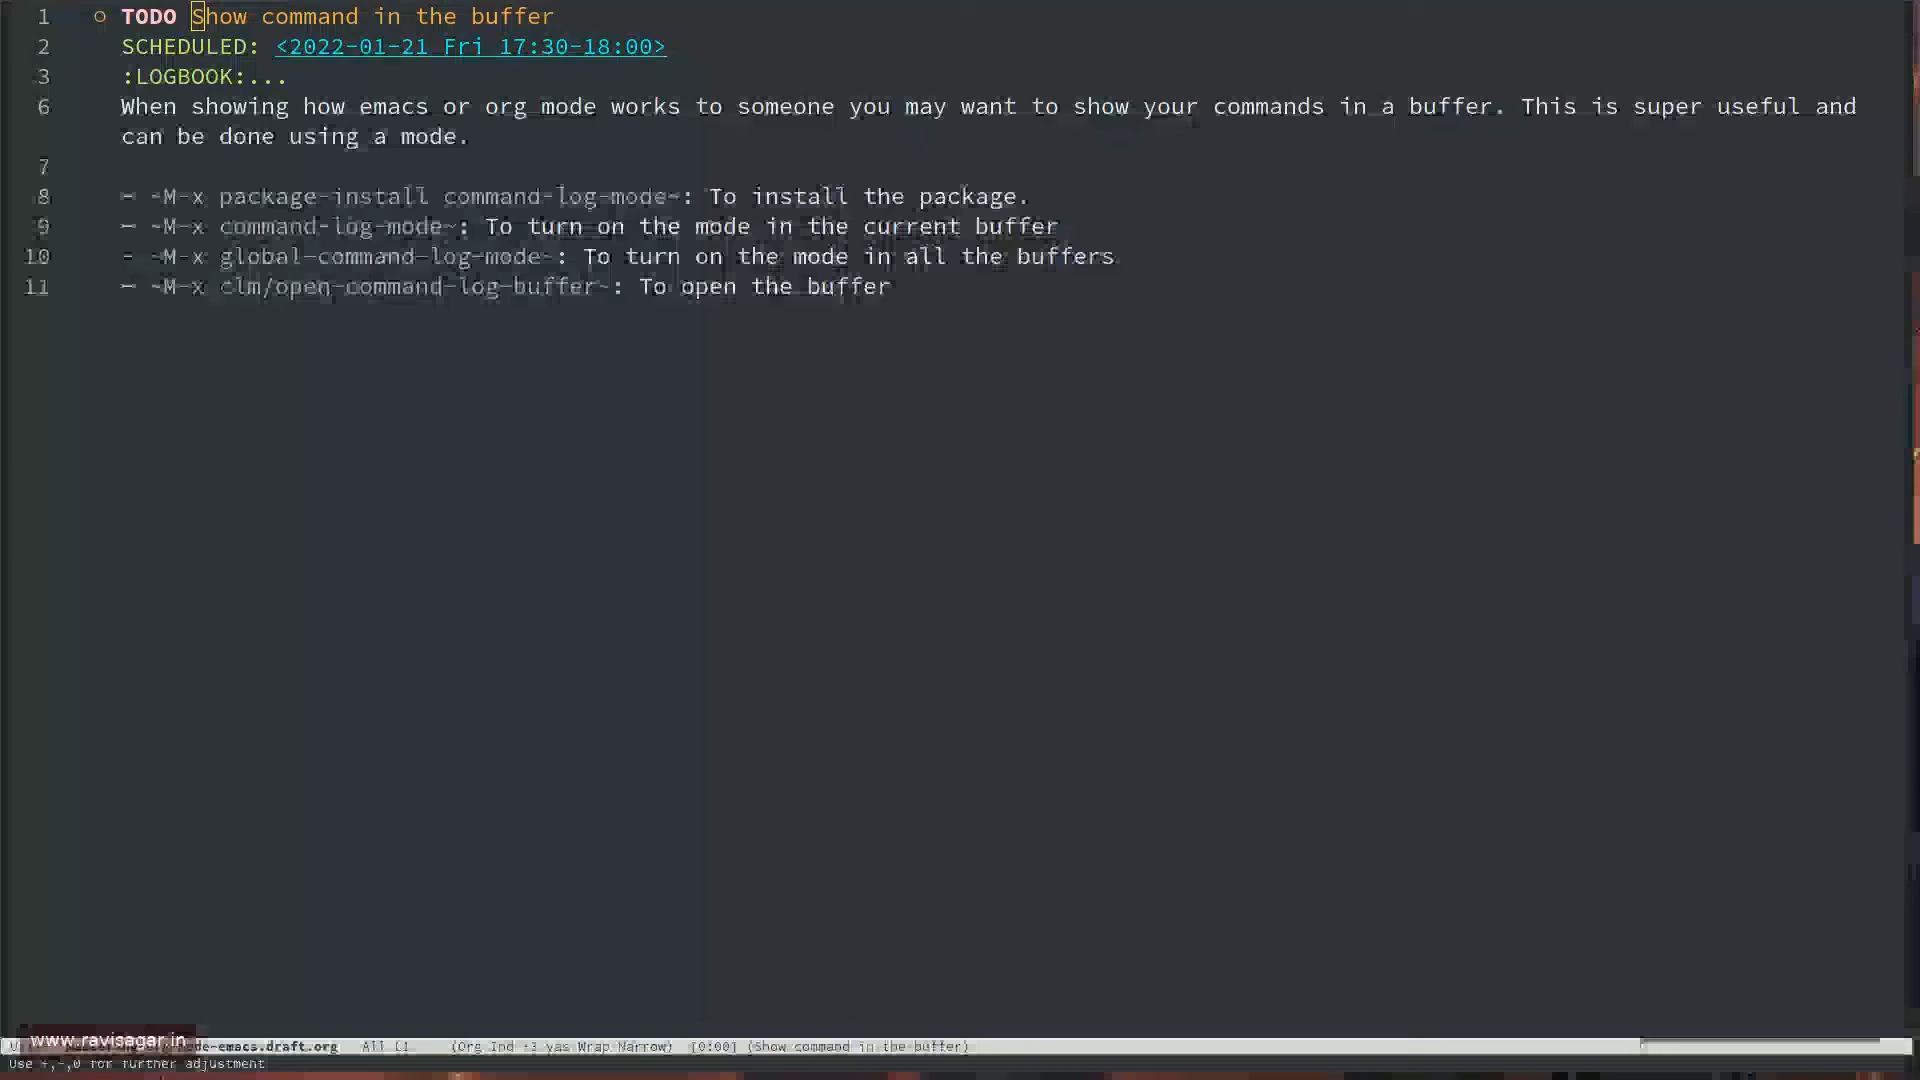 1 ○ TODO Show command in the buffer
2 SCHEDULED: <2022-01-21 Fri 17:30-18:00>
3 :LOGBOOK:...
6 When showing how emacs or org mode works to someone you may want to show your commands in a buffer. This is super useful and
can be done using a mode.
7
8 - ~M-x package-install command-log-mode~: To install the package.
9 - ~M-x command-log-mode~: To turn on the mode in the current buffer
10 - ~M-x global-command-log-mode~: To turn on the mode in all the buffers
11 - ~M-x clm/open-command-log-buffer~: To open the buffer
www.ravisagar.in
-emacs.draft.org All L1 (Org Ind +3 yas Wrap Narrow) [0:00] (Show command in the buffer)
Use +,-,0 for further adjustment